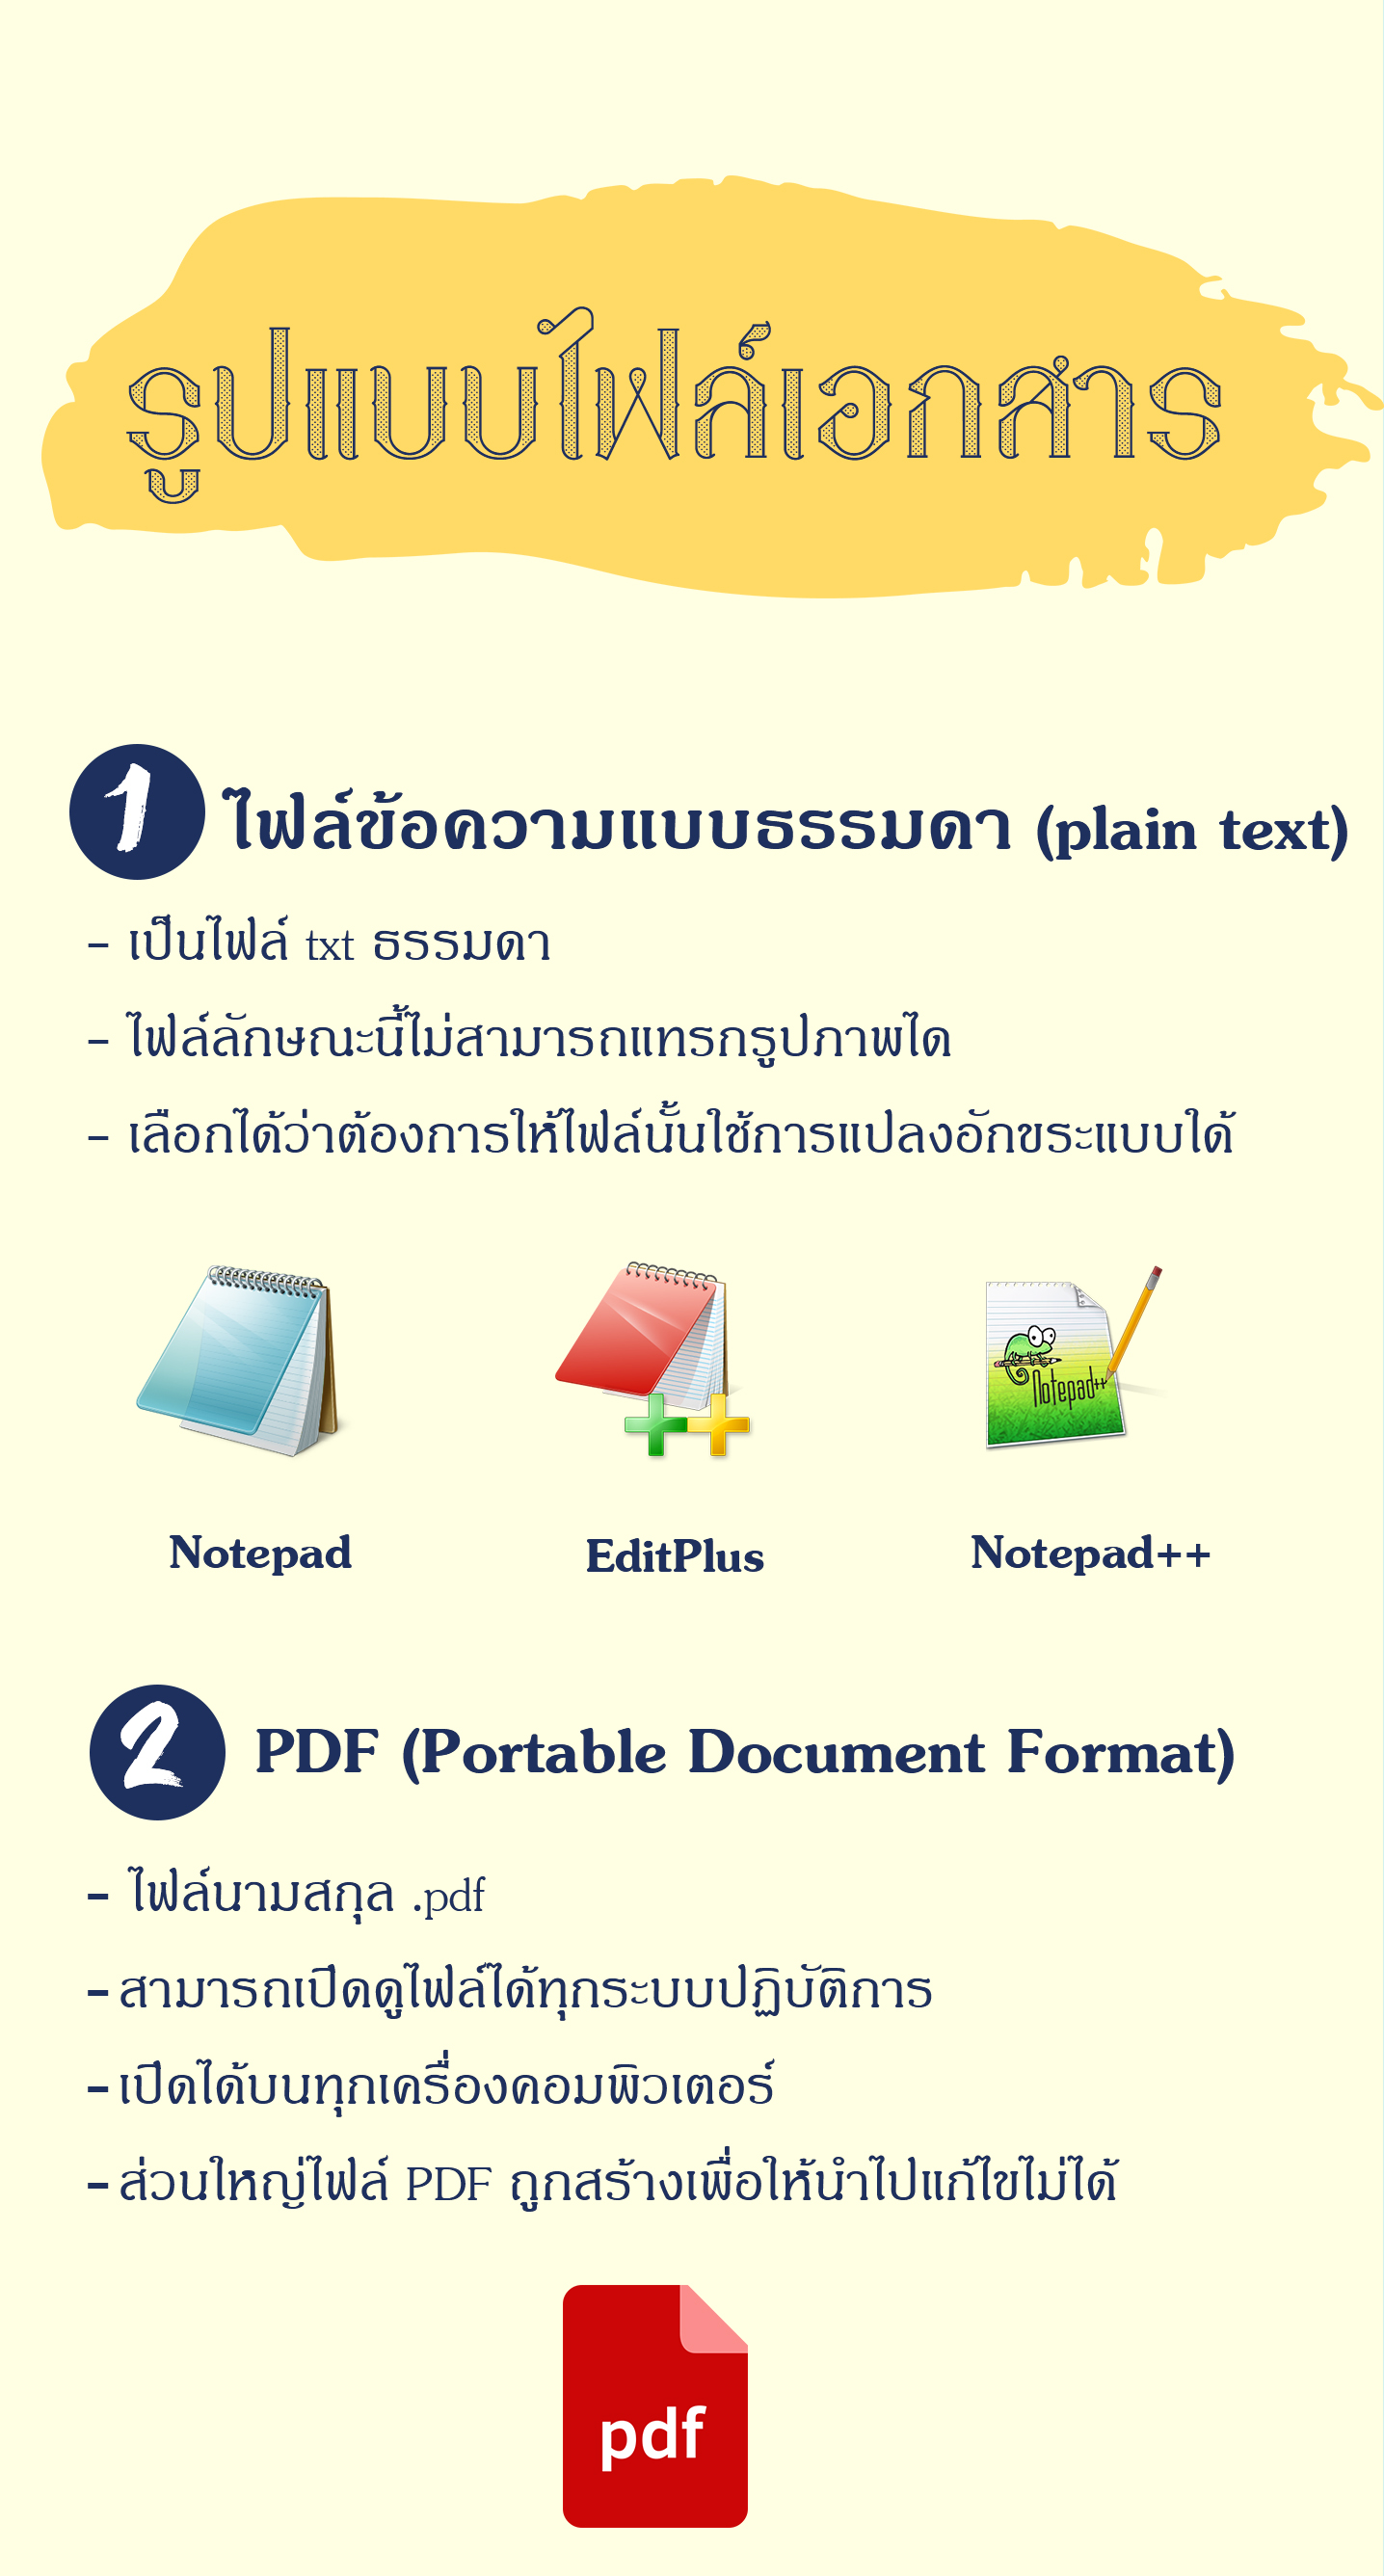 รูปแบบไฟล์เอกสาร
1 ไฟล์ข้อความแบบธรรมดา (plain text)
- เป็นไฟล์ txt ธรรมดา
- ไฟล์ลักษณะนี้ไม่สามารถแทรกรูปภาพได
- เลือกได้ว่าต้องการให้ไฟล์นั้นใช้การแปลงอักขระแบบใด้
Notepad++
Notepad EditPlus Notepad++
2 PDF (Portable Document Format)
- ไฟล์นามสกุล .pdf
- สามารถเปิดดูไฟล์ได้ทุกระบบปฏิบัติการ
- เปิดได้บนทุกเครื่องคอมพิวเตอร์
- ส่วนใหญ่ไฟล์ PDF ถูกสร้างเพื่อให้นำไปแก้ไขไม่ได้
pdf